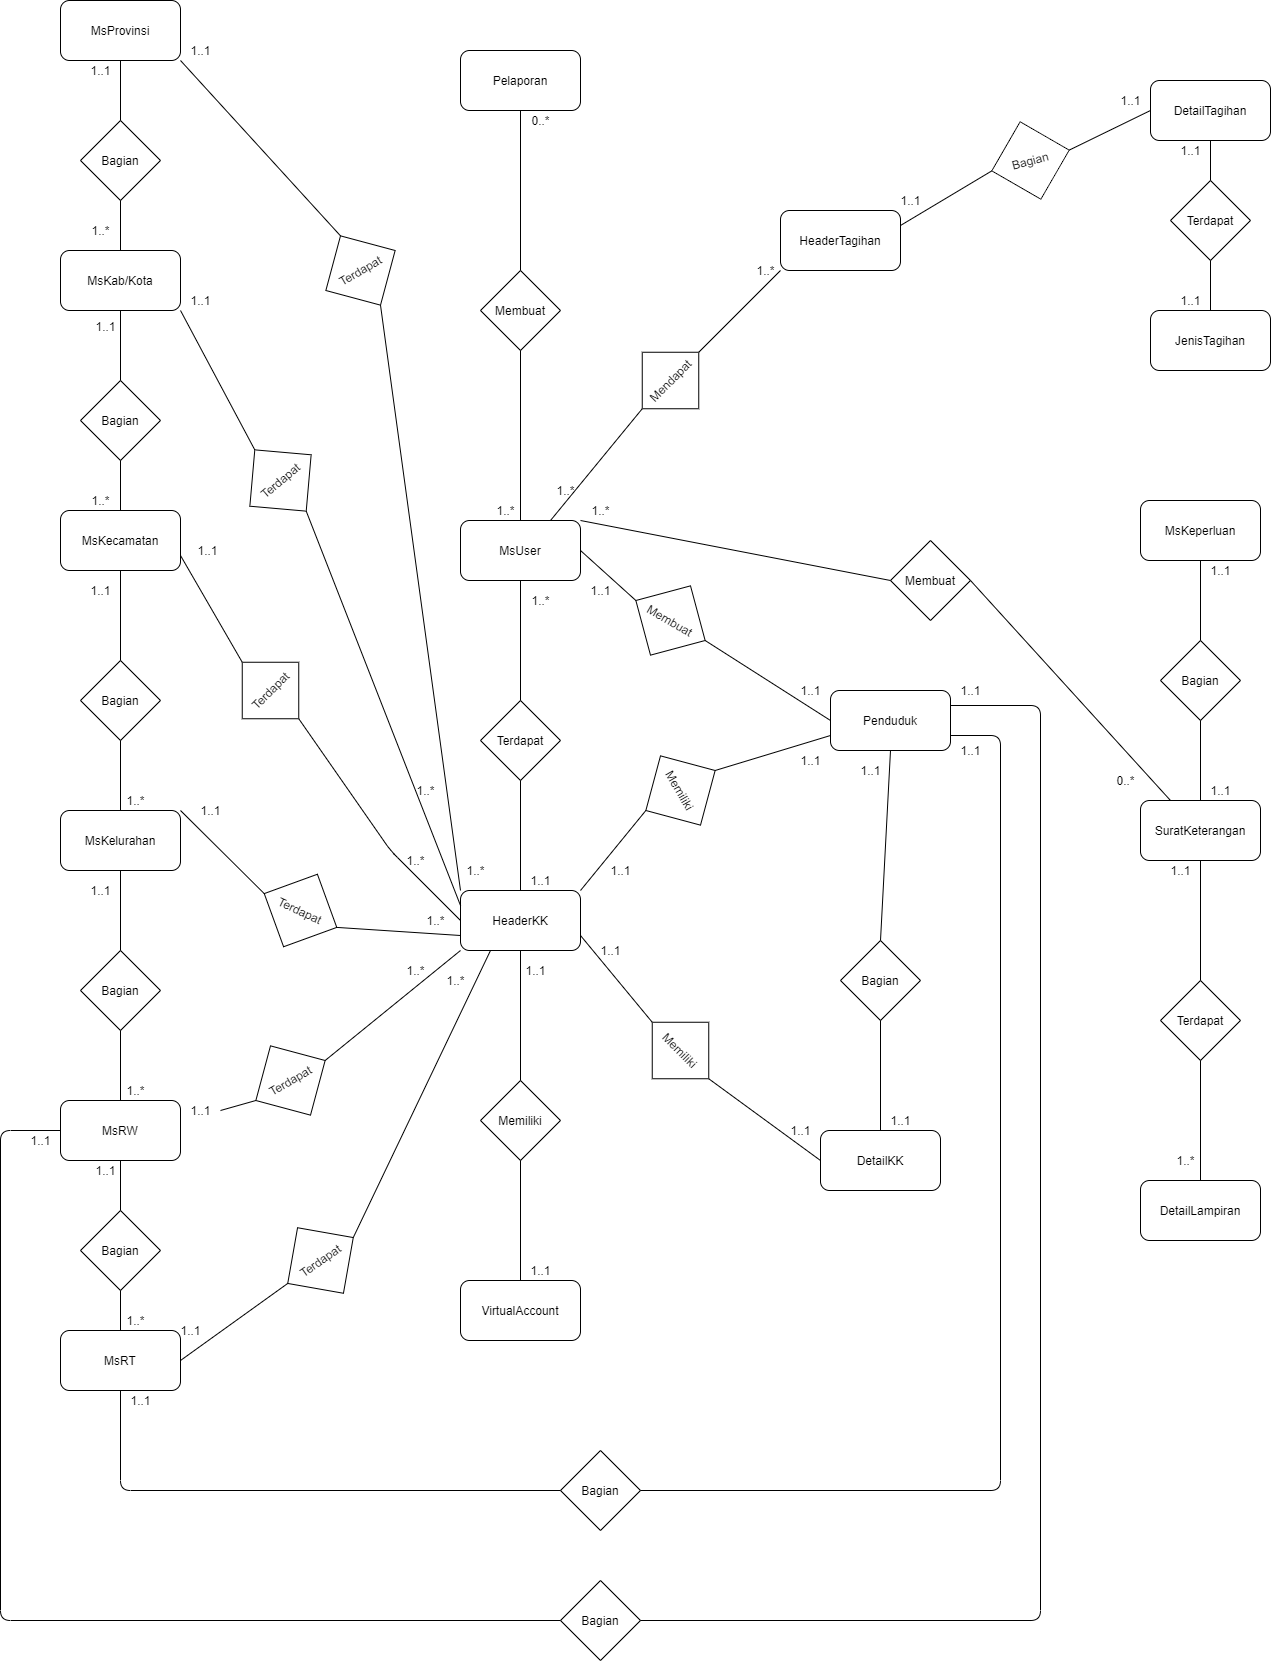 MsProvinsi
1..1
1..1
Pelaporan
0..*
1..1
DetailTagihan
1..1
Bagian
Bagian
1..1
Terdapat
1..*
HeaderTagihan
1..*
MsKab/Kota
Terdapat
1..1
1..1
1..1
Membuat
JenisTagihan
Mendapat
Bagian
Terdapat
1..*
1..*
1..*
1..*
MsKecamatan
1..1
MsUser
MsKeperluan
1..1
1..1
1..*
1..1
Membuat
Membuat
Bagian
Terdapat
1..1
1..1
Bagian
Penduduk
Terdapat
1..1
1..1
1..1
Memiliki
0..*
1..*
1..1
1..*
1..1
MsKelurahan
SuratKeterangan
1..*
1..*
1..1
1..1
1..1
1..1
1..1
Terdapat
1..*
HeaderKK
1..1
1..*
1..*
1..1
Bagian
Bagian
Terdapat
Memiliki
Terdapat
1..*
1..1
Memiliki
1..1
1..1
MsRW
1..1
1..1
DetailKK
1..*
1..1
DetailLampiran
Bagian
Terdapat
1..1
1..*
1..1
VirtualAccount
MsRT
1..1
Bagian
Bagian